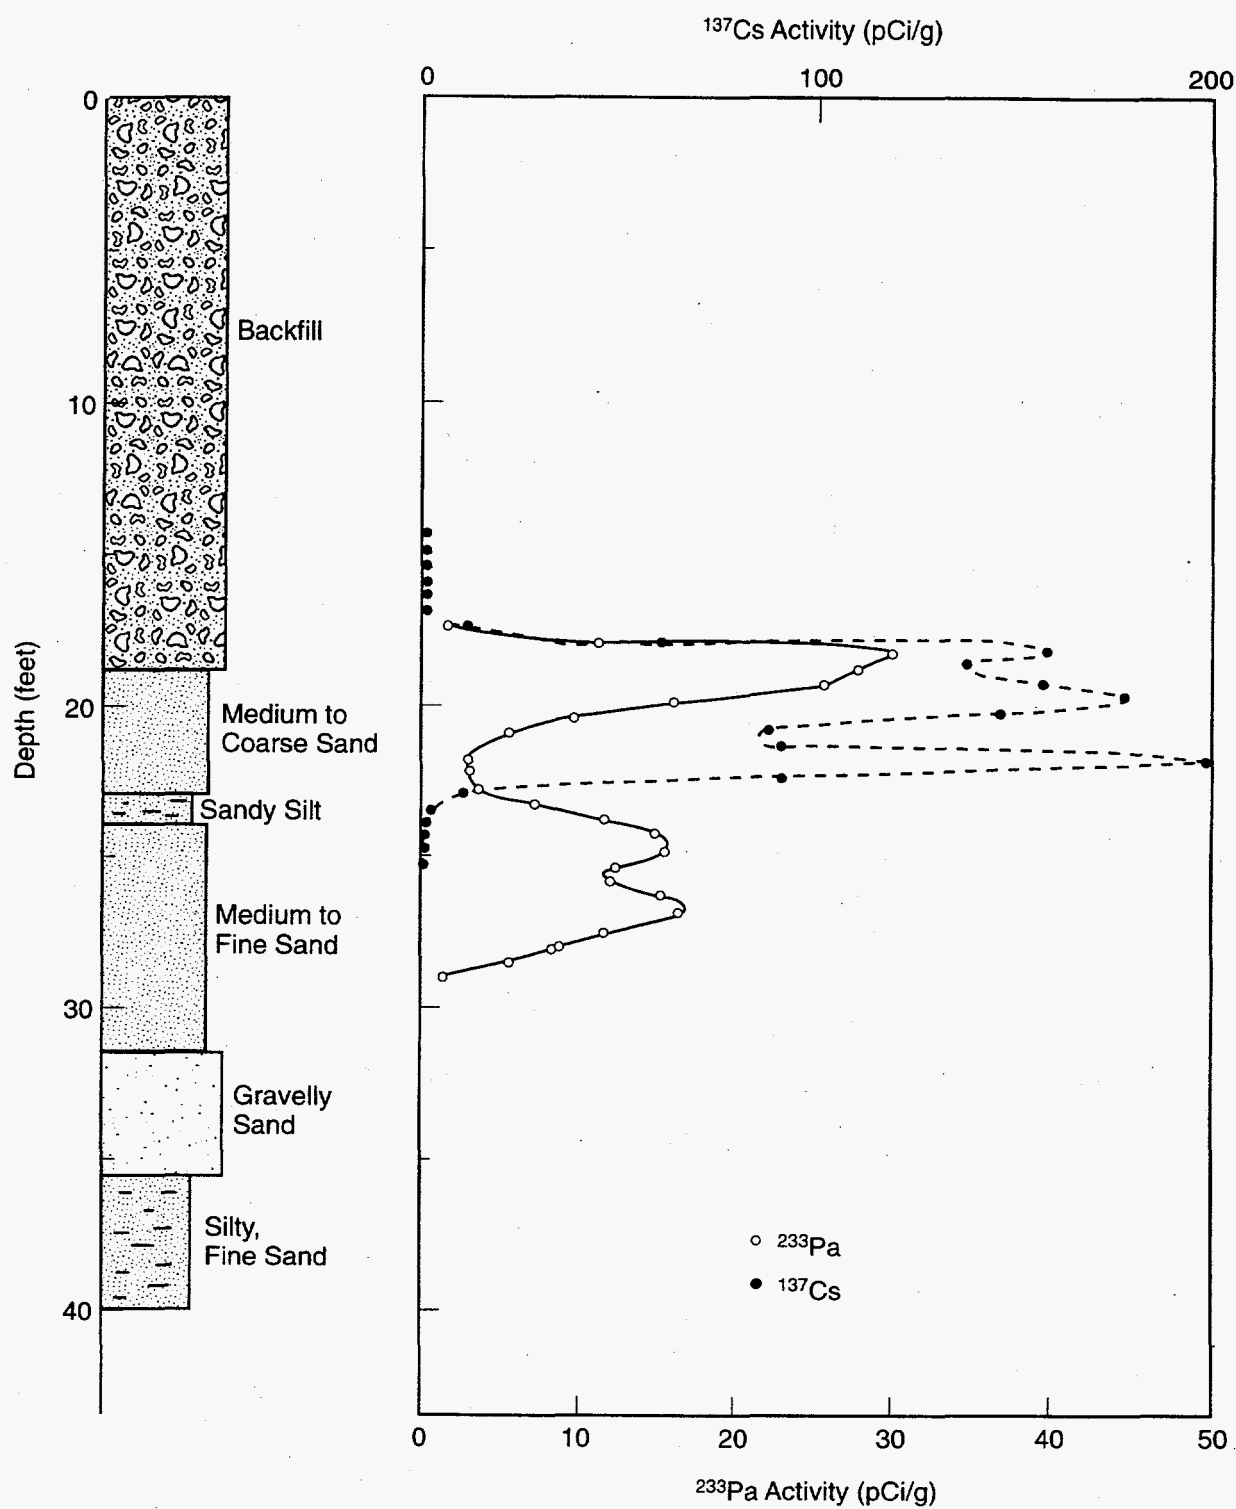 ¹³⁷Cs Activity (pCi/g)
0 100 200
0
Backfill
10
Depth (feet)
20
Medium to
Coarse Sand
Sandy Silt
Medium to
Fine Sand
30
Gravelly
Sand
Silty,
Fine Sand
40
²³³Pa
¹³⁷Cs
0 10 20 30 40 50
²³³Pa Activity (pCi/g)